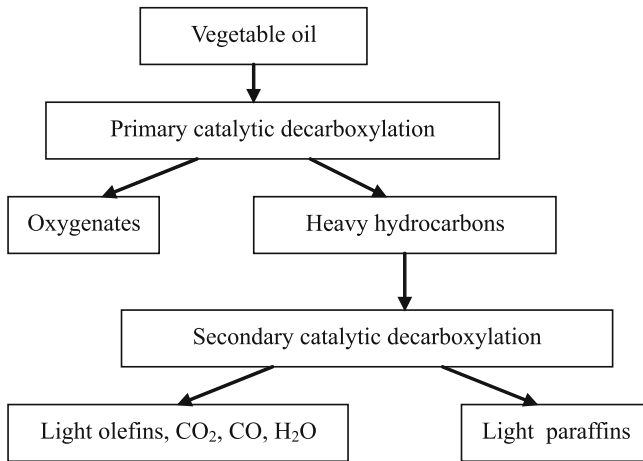 Vegetable oil
Primary catalytic decarboxylation
Oxygenates
Heavy hydrocarbons
Secondary catalytic decarboxylation
Light olefins, CO₂, CO, H₂O
Light paraffins